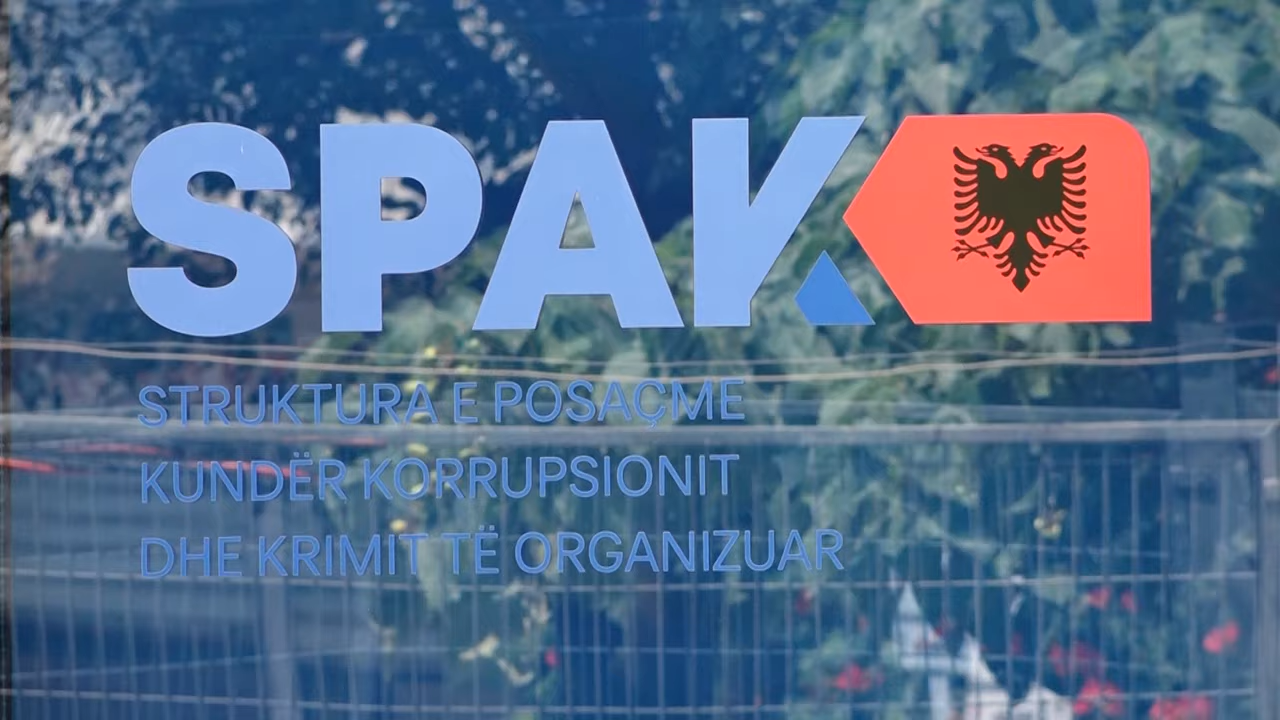 SPAK
STRUKTURA E POSAÇME
KUNDËR KORRUPSIONIT
DHE KRIMIT TË ORGANIZUAR